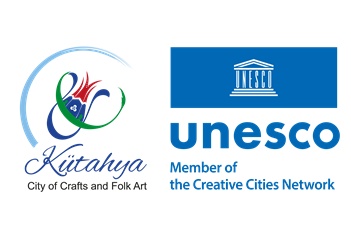 Kütahya
City of Crafts and Folk Art
UNESCO
unesco
Member of
the Creative Cities Network